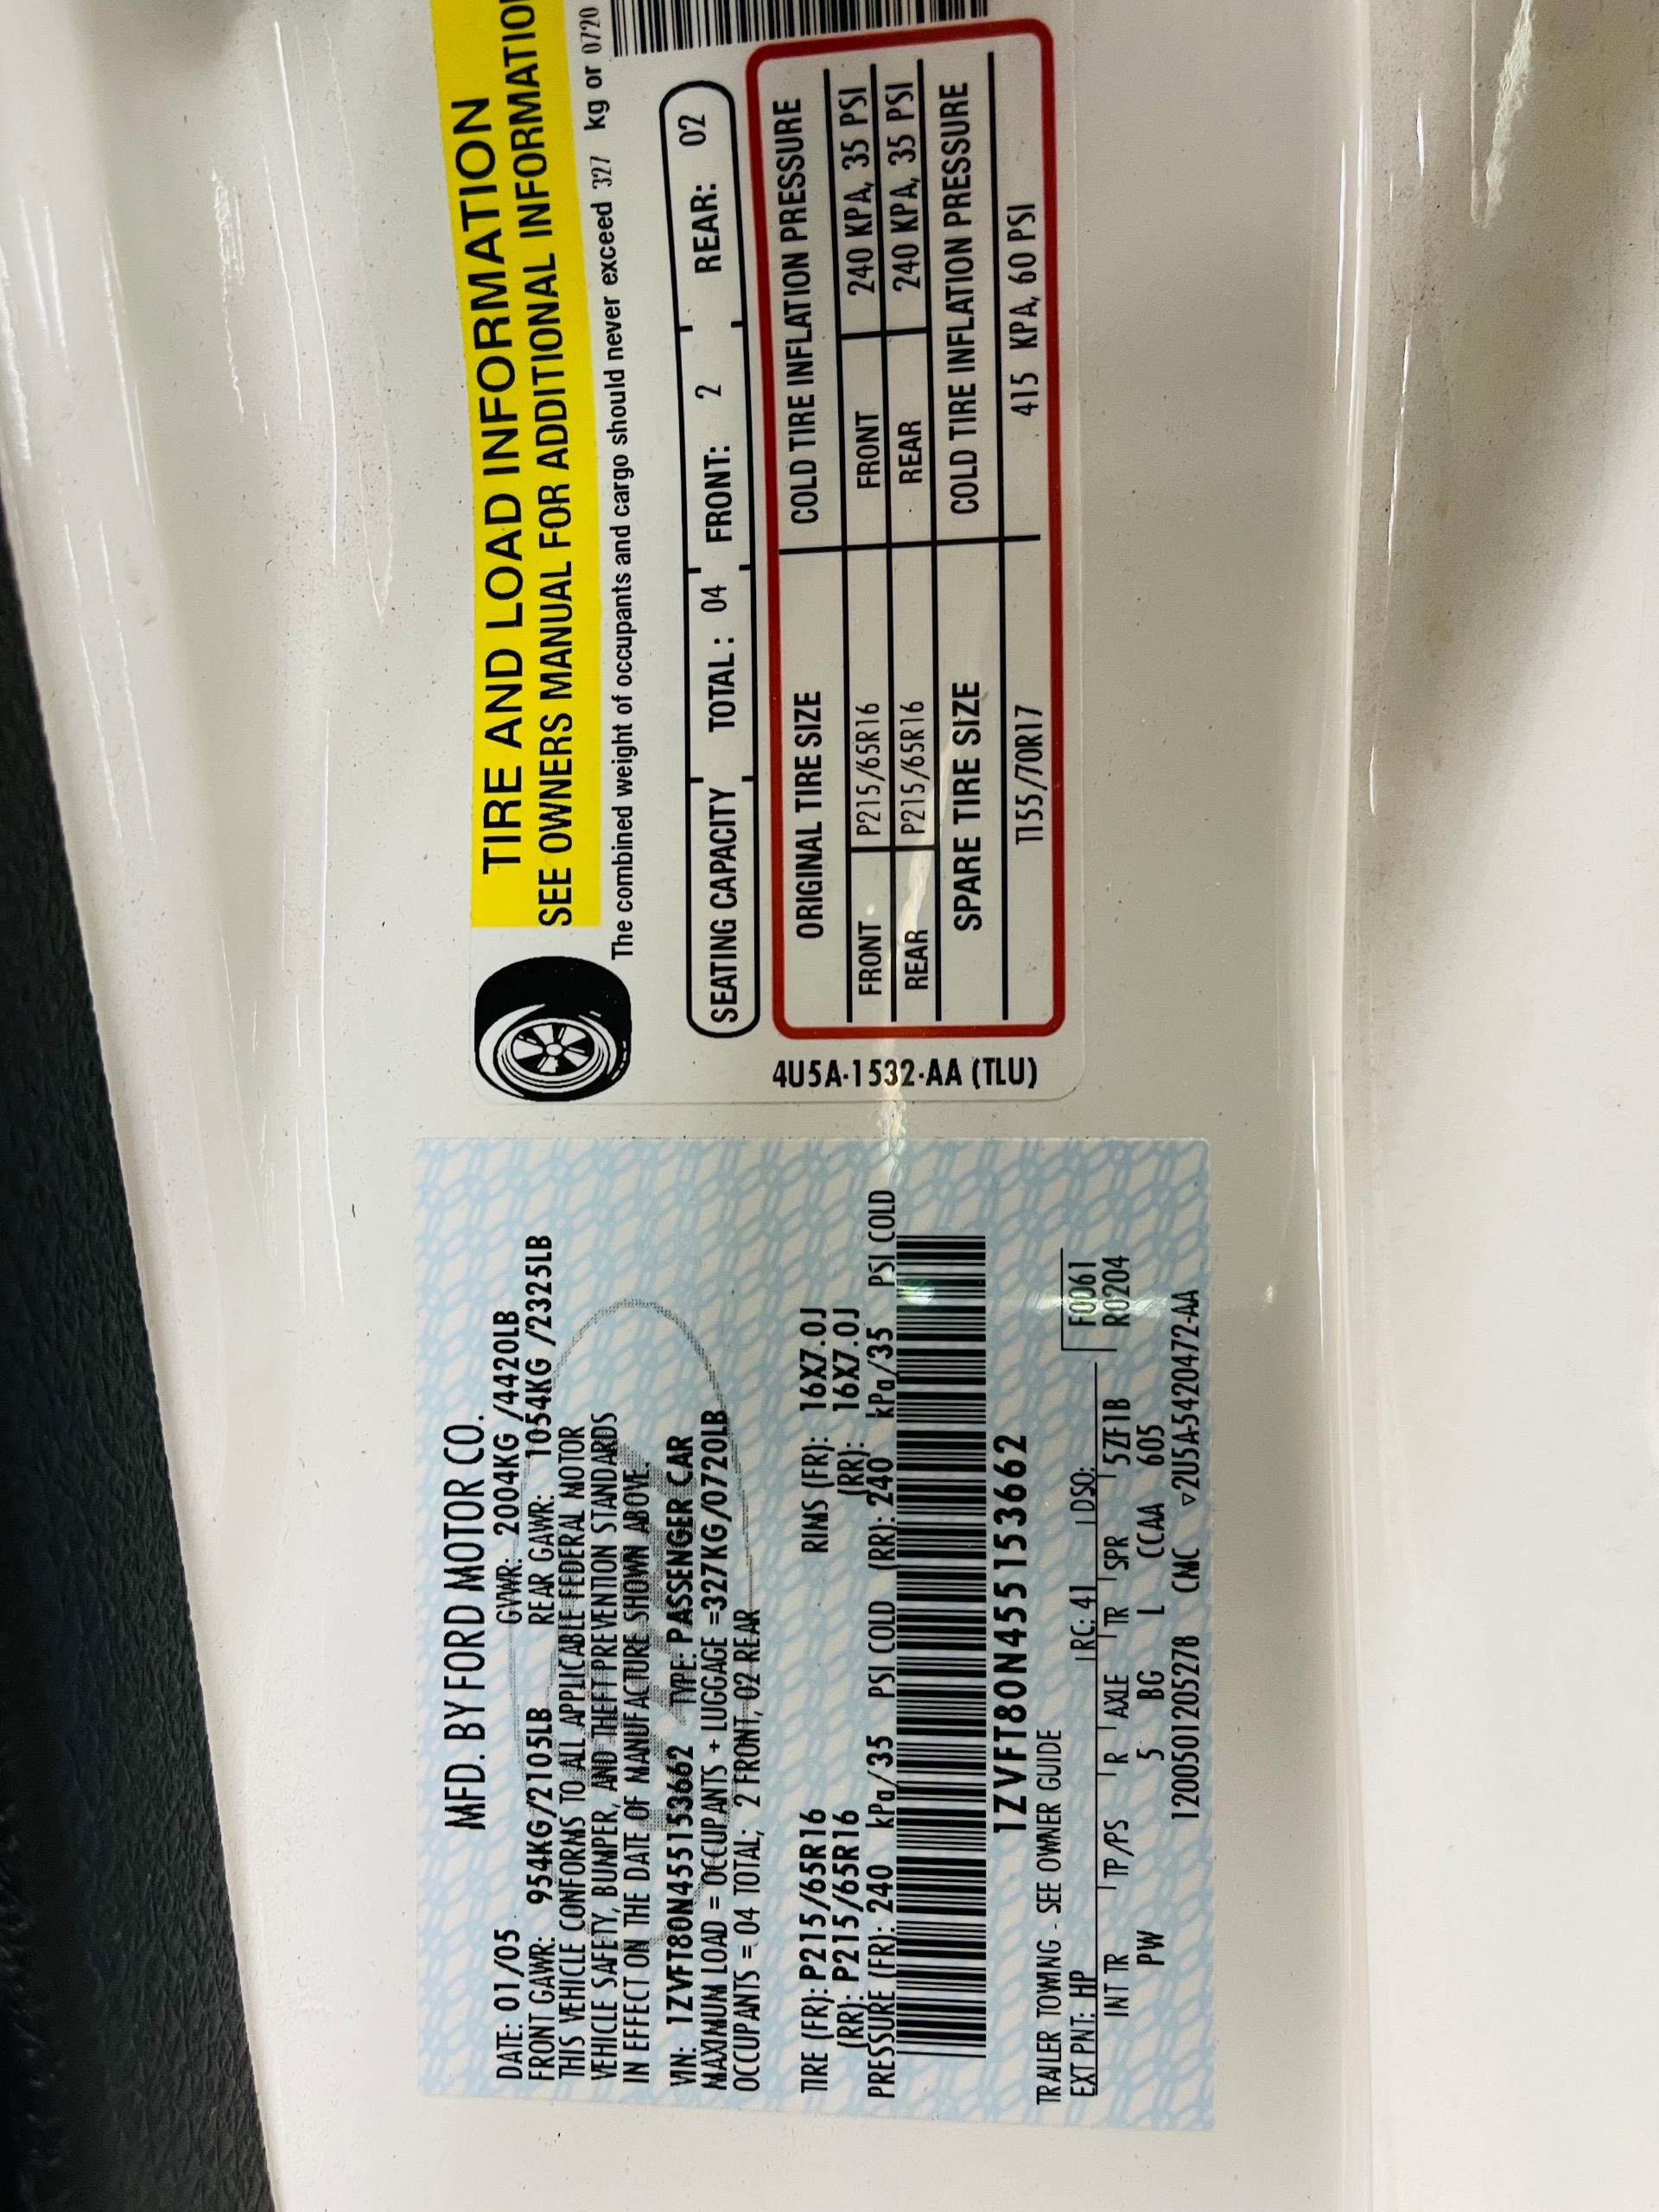 MFD. BY FORD MOTOR CO.
DATE: 01/05 GVWR: 2004KG /4420LB
FRONT GAWR: 954KG/2105LB REAR GAWR: 1054KG /2325LB
THIS VEHICLE CONFORMS TO ALL APPLICABLE FEDERAL MOTOR
VEHICLE SAFETY, BUMPER, AND THEFT PREVENTION STANDARDS
IN EFFECT ON THE DATE OF MANUFACTURE SHOWN ABOVE
VIN: 1ZVFT80N455153662 TYPE: PASSENGER CAR
MAXIMUM LOAD = OCCUPANTS + LUGGAGE =327KG/0720LB
OCCUPANTS = 04 TOTAL; 2 FRONT, 02 REAR
TIRE (FR): P215/65R16 RIMS (FR): 16X7.0J
(RR): P215/65R16 (RR): 16X7.0J
PRESSURE (FR): 240 kPa/35 PSI COLD (RR): 240 kPa/35 PSI COLD
1ZVFT80N455153662
TRAILER TOWING - SEE OWNER GUIDE
EXT PNT: HP RC: 41 DSO: F0061
INT TR TP/PS R AXLE TR SPR 5ZF1B R0204
PW 5 BG L CCAA 605
1200501205278 CMC ▽2U5A-5420472-AA
TIRE AND LOAD INFORMATION
SEE OWNERS MANUAL FOR ADDITIONAL INFORMATION
The combined weight of occupants and cargo should never exceed 327 kg or 0720
SEATING CAPACITY TOTAL: 04 FRONT: 2 REAR: 02
ORIGINAL TIRE SIZE COLD TIRE INFLATION PRESSURE
FRONT P215/65R16 FRONT 240 KPA, 35 PSI
REAR P215/65R16 REAR 240 KPA, 35 PSI
SPARE TIRE SIZE COLD TIRE INFLATION PRESSURE
T155/70R17 415 KPA, 60 PSI
4U5A-1532-AA (TLU)